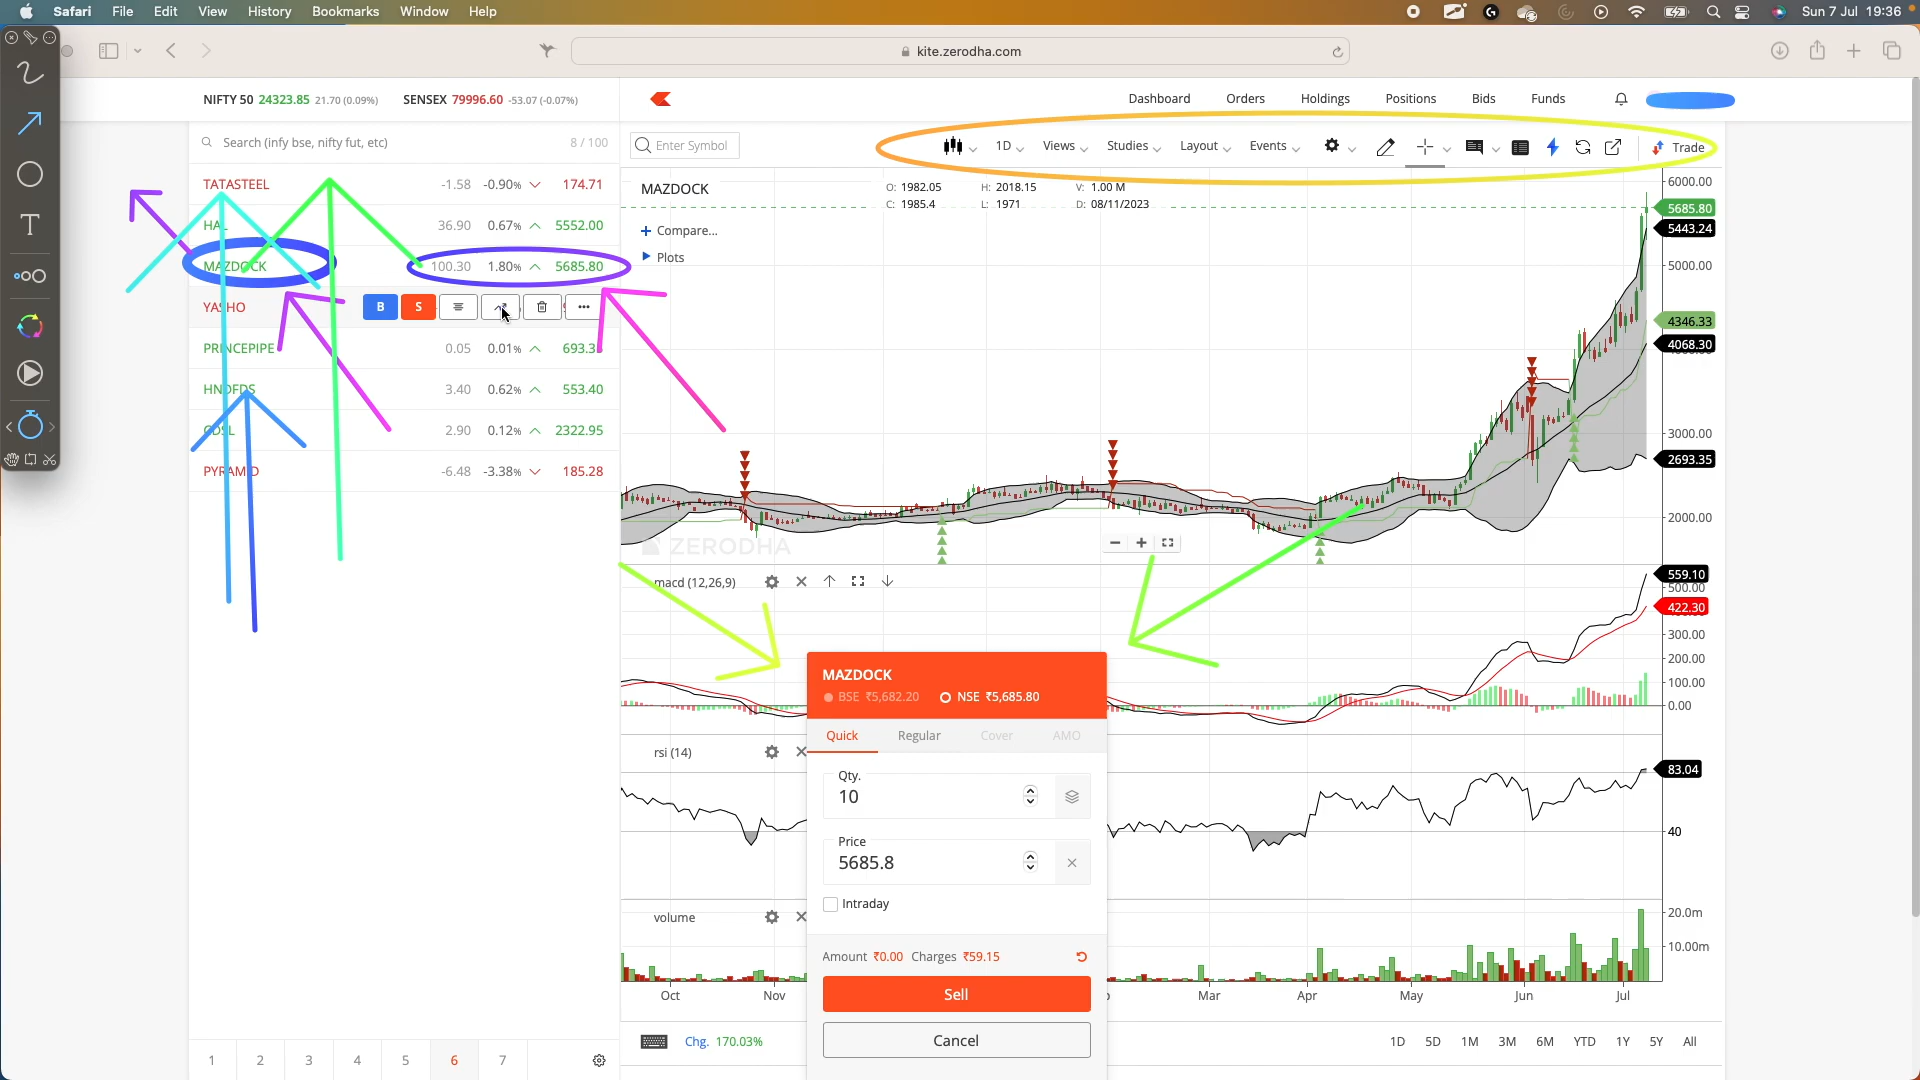 Safari File Edit View History Bookmarks Window Help
Sun 7 Jul 19:36
kite.zerodha.com
NIFTY 50 24323.85 21.70 (0.09%) SENSEX 79996.60 -53.07 (-0.07%)
Dashboard Orders Holdings Positions Bids Funds
Search (infy bse, nifty fut, etc) 8 / 100
Enter Symbol
1D Views Studies Layout Events Trade
TATASTEEL -1.58 -0.90% 174.71
HAL 36.90 0.67% 5552.00
MAZDOCK 100.30 1.80% 5685.80
YASHO B S
PRINCEPIPE 0.05 0.01% 693.3
HNDFDS 3.40 0.62% 553.40
CDSL 2.90 0.12% 2322.95
PYRAMID -6.48 -3.38% 185.28
1 2 3 4 5 6 7
MAZDOCK
O: 1982.05 H: 2018.15 V: 1.00 M
C: 1985.4 L: 1971 D: 08/11/2023
+ Compare...
Plots
6000.00
5685.80
5443.24
5000.00
4346.33
4068.30
3000.00
2693.35
2000.00
ZERODHA
macd (12,26,9)
559.10
500.00
422.30
300.00
200.00
100.00
0.00
rsi (14)
83.04
40
volume
20.0m
10.00m
Oct Nov Mar Apr May Jun Jul
Chg. 170.03%
1D 5D 1M 3M 6M YTD 1Y 5Y All
MAZDOCK
BSE ₹5,682.20 NSE ₹5,685.80
Quick Regular Cover AMO
Qty.
10
Price
5685.8
Intraday
Amount ₹0.00 Charges ₹59.15
Sell
Cancel